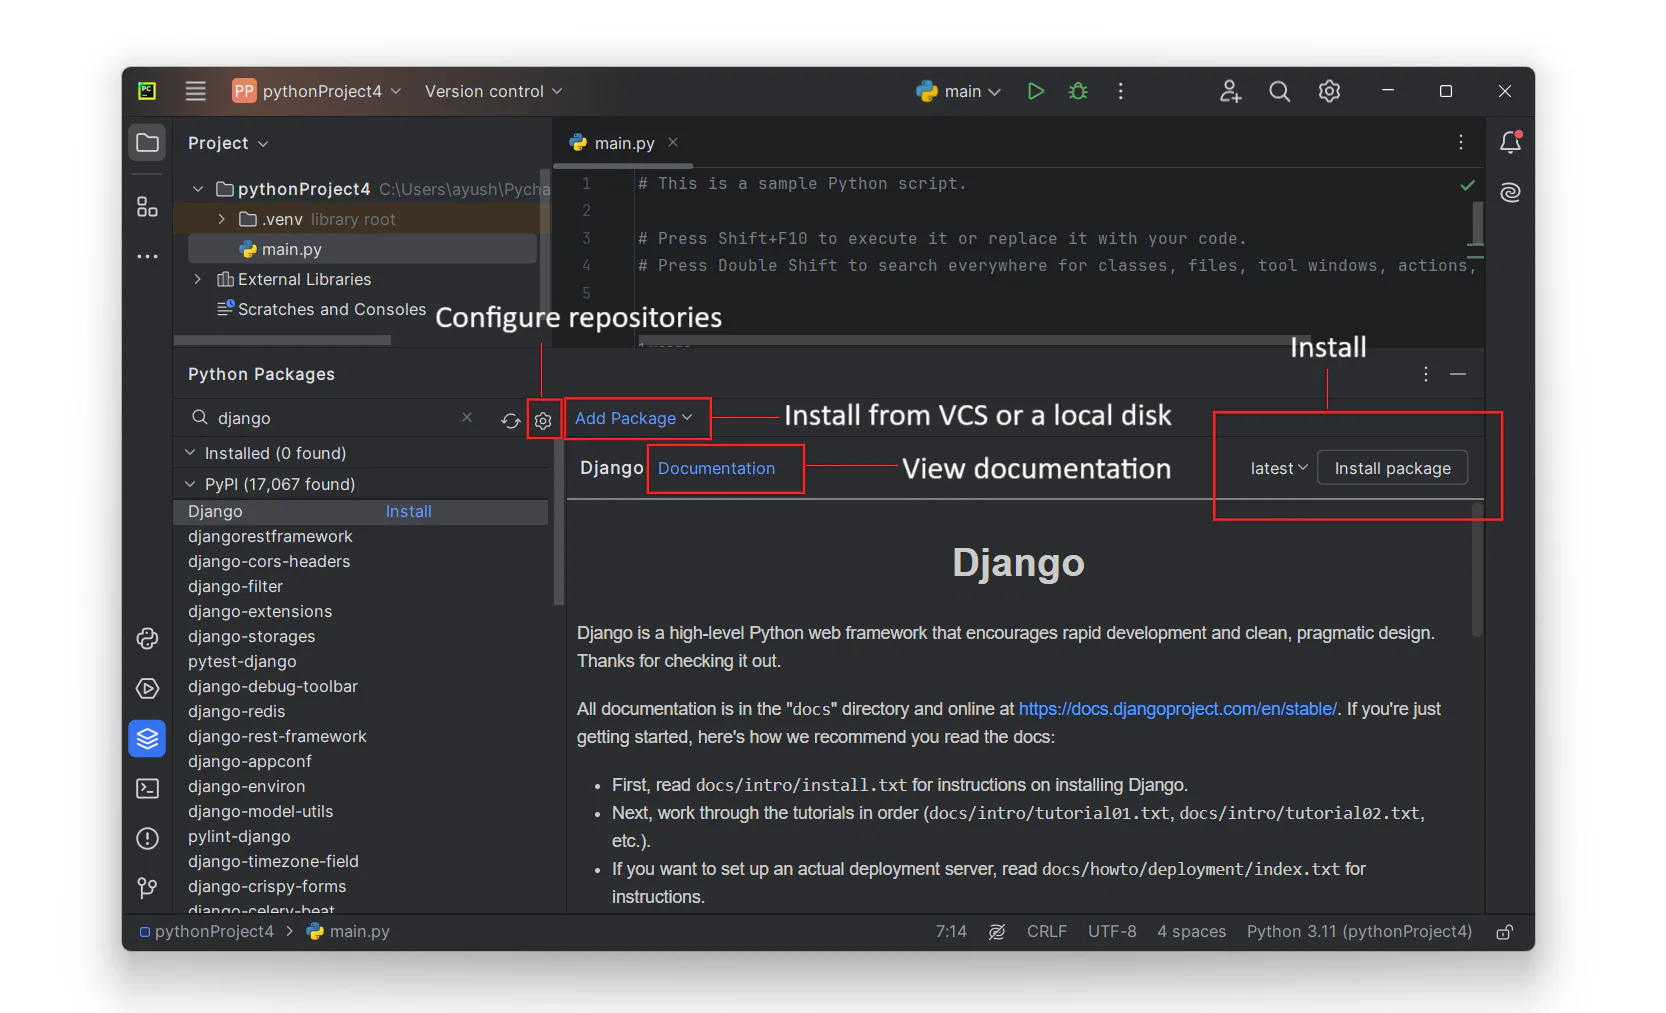 PC
PP pythonProject4
Version control
main
Project
main.py
pythonProject4 C:\Users\ayush\Pycha
.venv library root
main.py
External Libraries
Scratches and Consoles
1 # This is a sample Python script.
2
3 # Press Shift+F10 to execute it or replace it with your code.
4 # Press Double Shift to search everywhere for classes, files, tool windows, actions,
5
Configure repositories
Install
Python Packages
django
Add Package
Install from VCS or a local disk
Installed (0 found)
PyPI (17,067 found)
Django Install
djangorestframework
django-cors-headers
django-filter
django-extensions
django-storages
pytest-django
django-debug-toolbar
django-redis
django-rest-framework
django-appconf
django-environ
django-model-utils
pylint-django
django-timezone-field
django-crispy-forms
django-celery-beat
Django Documentation
View documentation
latest
Install package
Django
Django is a high-level Python web framework that encourages rapid development and clean, pragmatic design.
Thanks for checking it out.
All documentation is in the "docs" directory and online at https://docs.djangoproject.com/en/stable/. If you're just
getting started, here's how we recommend you read the docs:
• First, read docs/intro/install.txt for instructions on installing Django.
• Next, work through the tutorials in order (docs/intro/tutorial01.txt, docs/intro/tutorial02.txt,
etc.).
• If you want to set up an actual deployment server, read docs/howto/deployment/index.txt for
instructions.
pythonProject4 > main.py
7:14 CRLF UTF-8 4 spaces Python 3.11 (pythonProject4)